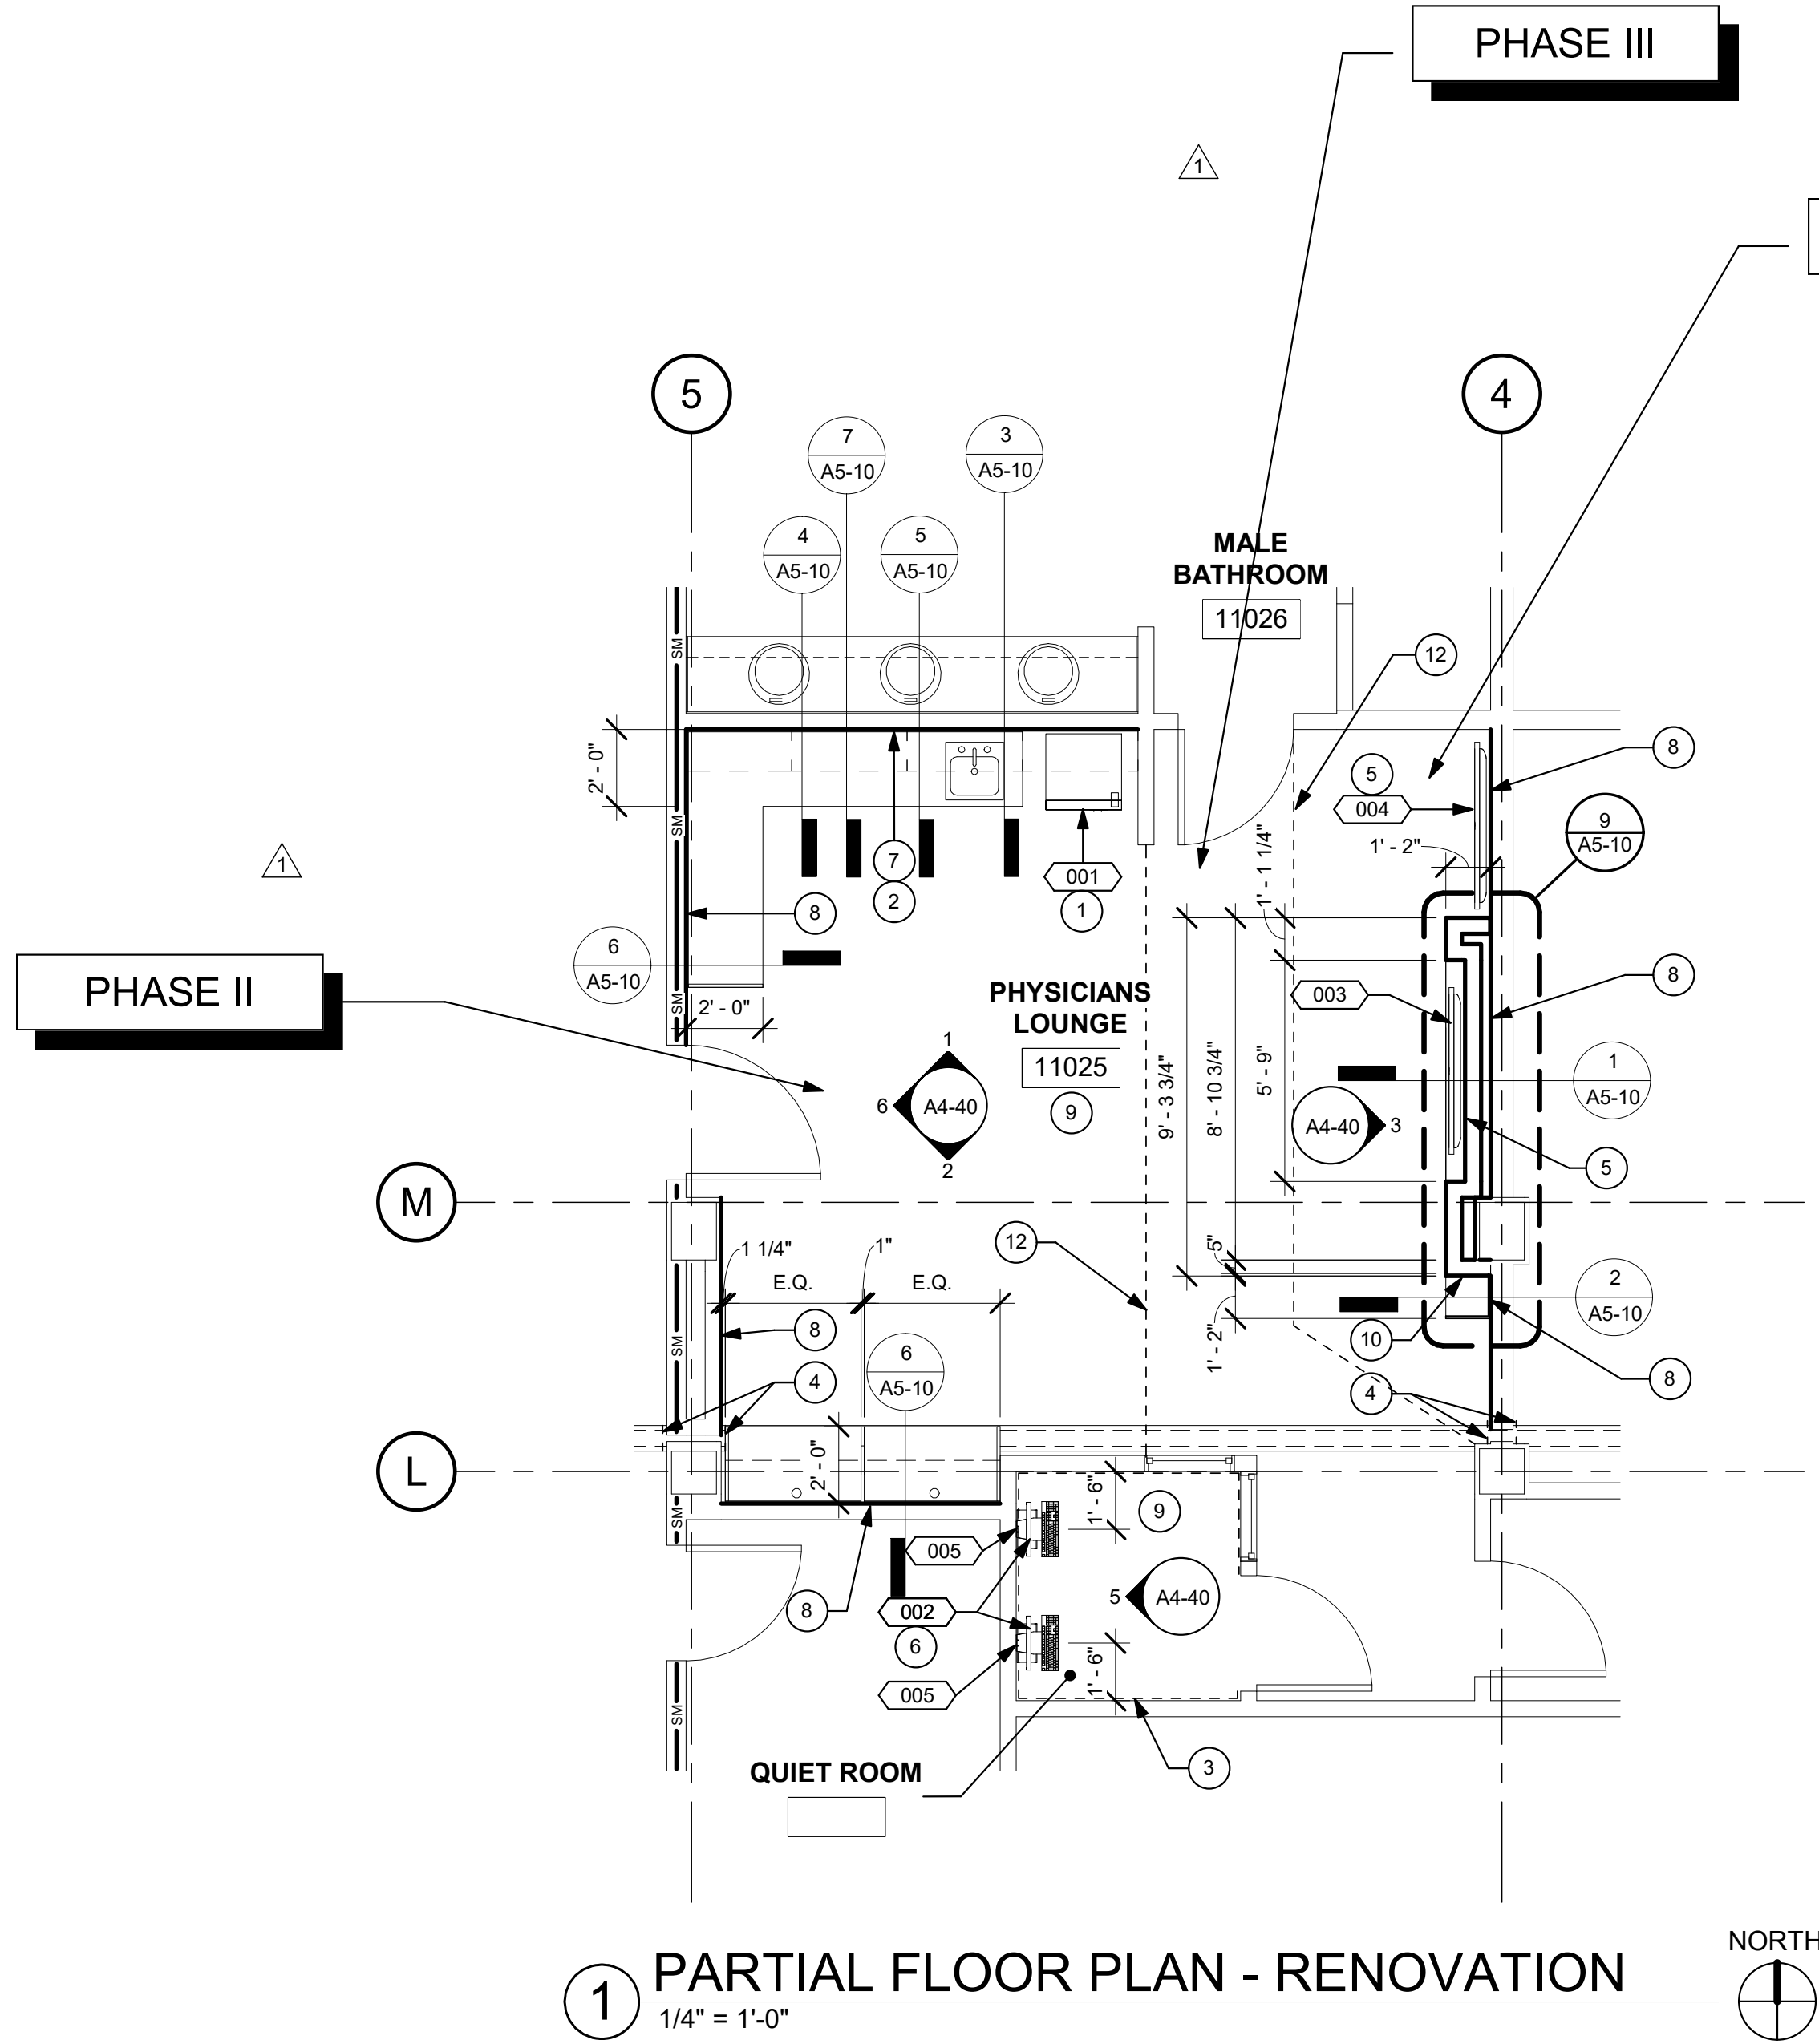 PHASE III
1
5
4
7
A5-10
3
A5-10
4
A5-10
5
A5-10
MALE
BATHROOM
11026
12
SM
2' - 0"
8
5
004
9
A5-10
1' - 2"
1' - 1 1/4"
SM
7
2
001
1
1
8
6
A5-10
PHASE II
SM
2' - 0"
PHYSICIANS
LOUNGE
11025
9
003
8
1
6
A4-40
2
9' - 3 3/4"
8' - 10 3/4"
5' - 9"
A4-40
3
1
A5-10
5
M
1 1/4"
1"
E.Q.
E.Q.
12
5"
2
A5-10
SM
8
6
A5-10
1' - 2"
10
8
4
4
L
2' - 0"
1' - 6"
9
SM
005
5
A4-40
8
002
6
005
1' - 6"
SM
QUIET ROOM
3
NORTH
1
PARTIAL FLOOR PLAN - RENOVATION
1/4" = 1'-0"